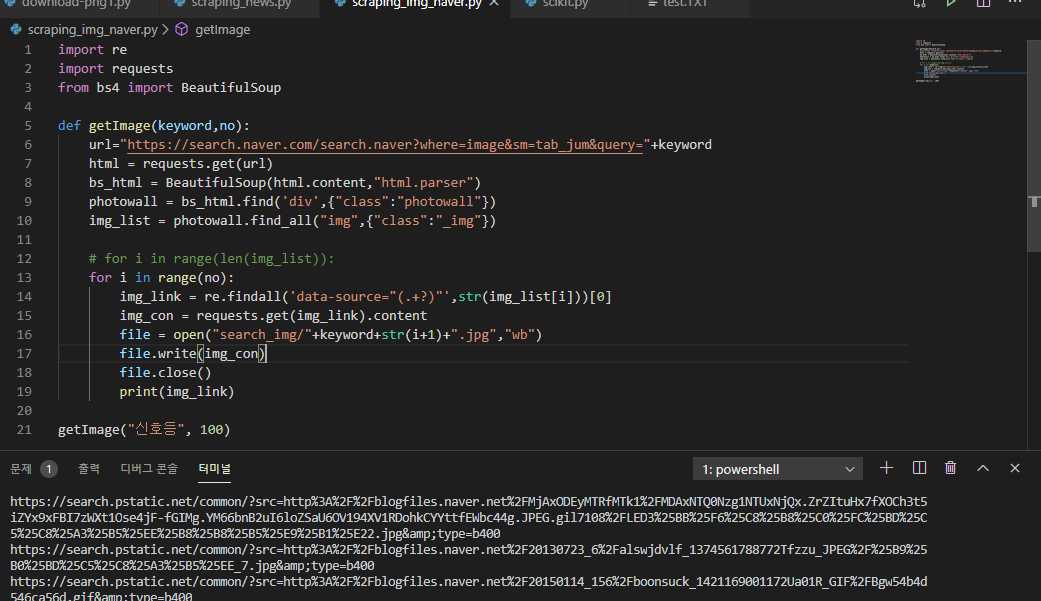 download-png1.py scraping_news.py scraping_img_naver.py scikit.py test.TXT
scraping_img_naver.py > getImage
1 import re
2 import requests
3 from bs4 import BeautifulSoup
4
5 def getImage(keyword,no):
6 url="https://search.naver.com/search.naver?where=image&sm=tab_jum&query="+keyword
7 html = requests.get(url)
8 bs_html = BeautifulSoup(html.content,"html.parser")
9 photowall = bs_html.find('div',{"class":"photowall"})
10 img_list = photowall.find_all("img",{"class":"_img"})
11
12 # for i in range(len(img_list)):
13 for i in range(no):
14 img_link = re.findall('data-source="(.+?)"',str(img_list[i]))[0]
15 img_con = requests.get(img_link).content
16 file = open("search_img/"+keyword+str(i+1)+".jpg","wb")
17 file.write(img_con)
18 file.close()
19 print(img_link)
20
21 getImage("신호등", 100)
문제 1 출력 디버그 콘솔 터미널 1: powershell
https://search.pstatic.net/common/?src=http%3A%2F%2Fblogfiles.naver.net%2FMjAxODEyMTRfMTk1%2FMDAxNTQ0Nzg1NTUxNjQx.ZrZItuHx7fXOCh3t5
iZYx9xFBI7zWXt1Ose4jF-fGIMg.YM66bnB2uI6loZSaU6OV194XV1RDohkCYYttfEWbc44g.JPEG.gil7108%2FLED3%25BB%25F6%25C8%25B8%25C0%25FC%25BD%25C
5%25C8%25A3%25B5%25EE%25B8%25B8%25B5%25E9%25B1%25E22.jpg&amp;type=b400
https://search.pstatic.net/common/?src=http%3A%2F%2Fblogfiles.naver.net%2F20130723_6%2Falswjdvlf_1374561788772Tfzzu_JPEG%2F%25B9%25
B0%25BD%25C5%25C8%25A3%25B5%25EE_7.jpg&amp;type=b400
https://search.pstatic.net/common/?src=http%3A%2F%2Fblogfiles.naver.net%2F20150114_156%2Fboonsuck_1421169001172Ua01R_GIF%2FBgw54b4d
546ca56d.gif&amp;type=b400